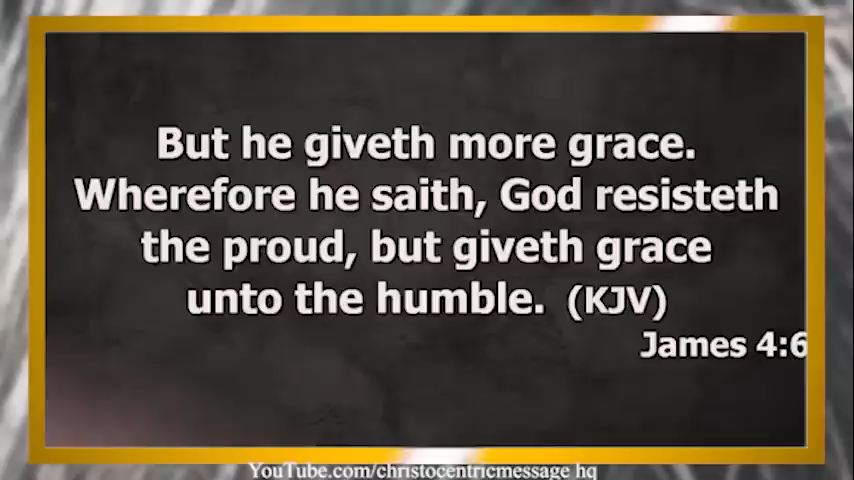 But he giveth more grace.
Wherefore he saith, God resisteth
the proud, but giveth grace
unto the humble. (KJV)
James 4:6
YouTube.com/christocentricmessage hq